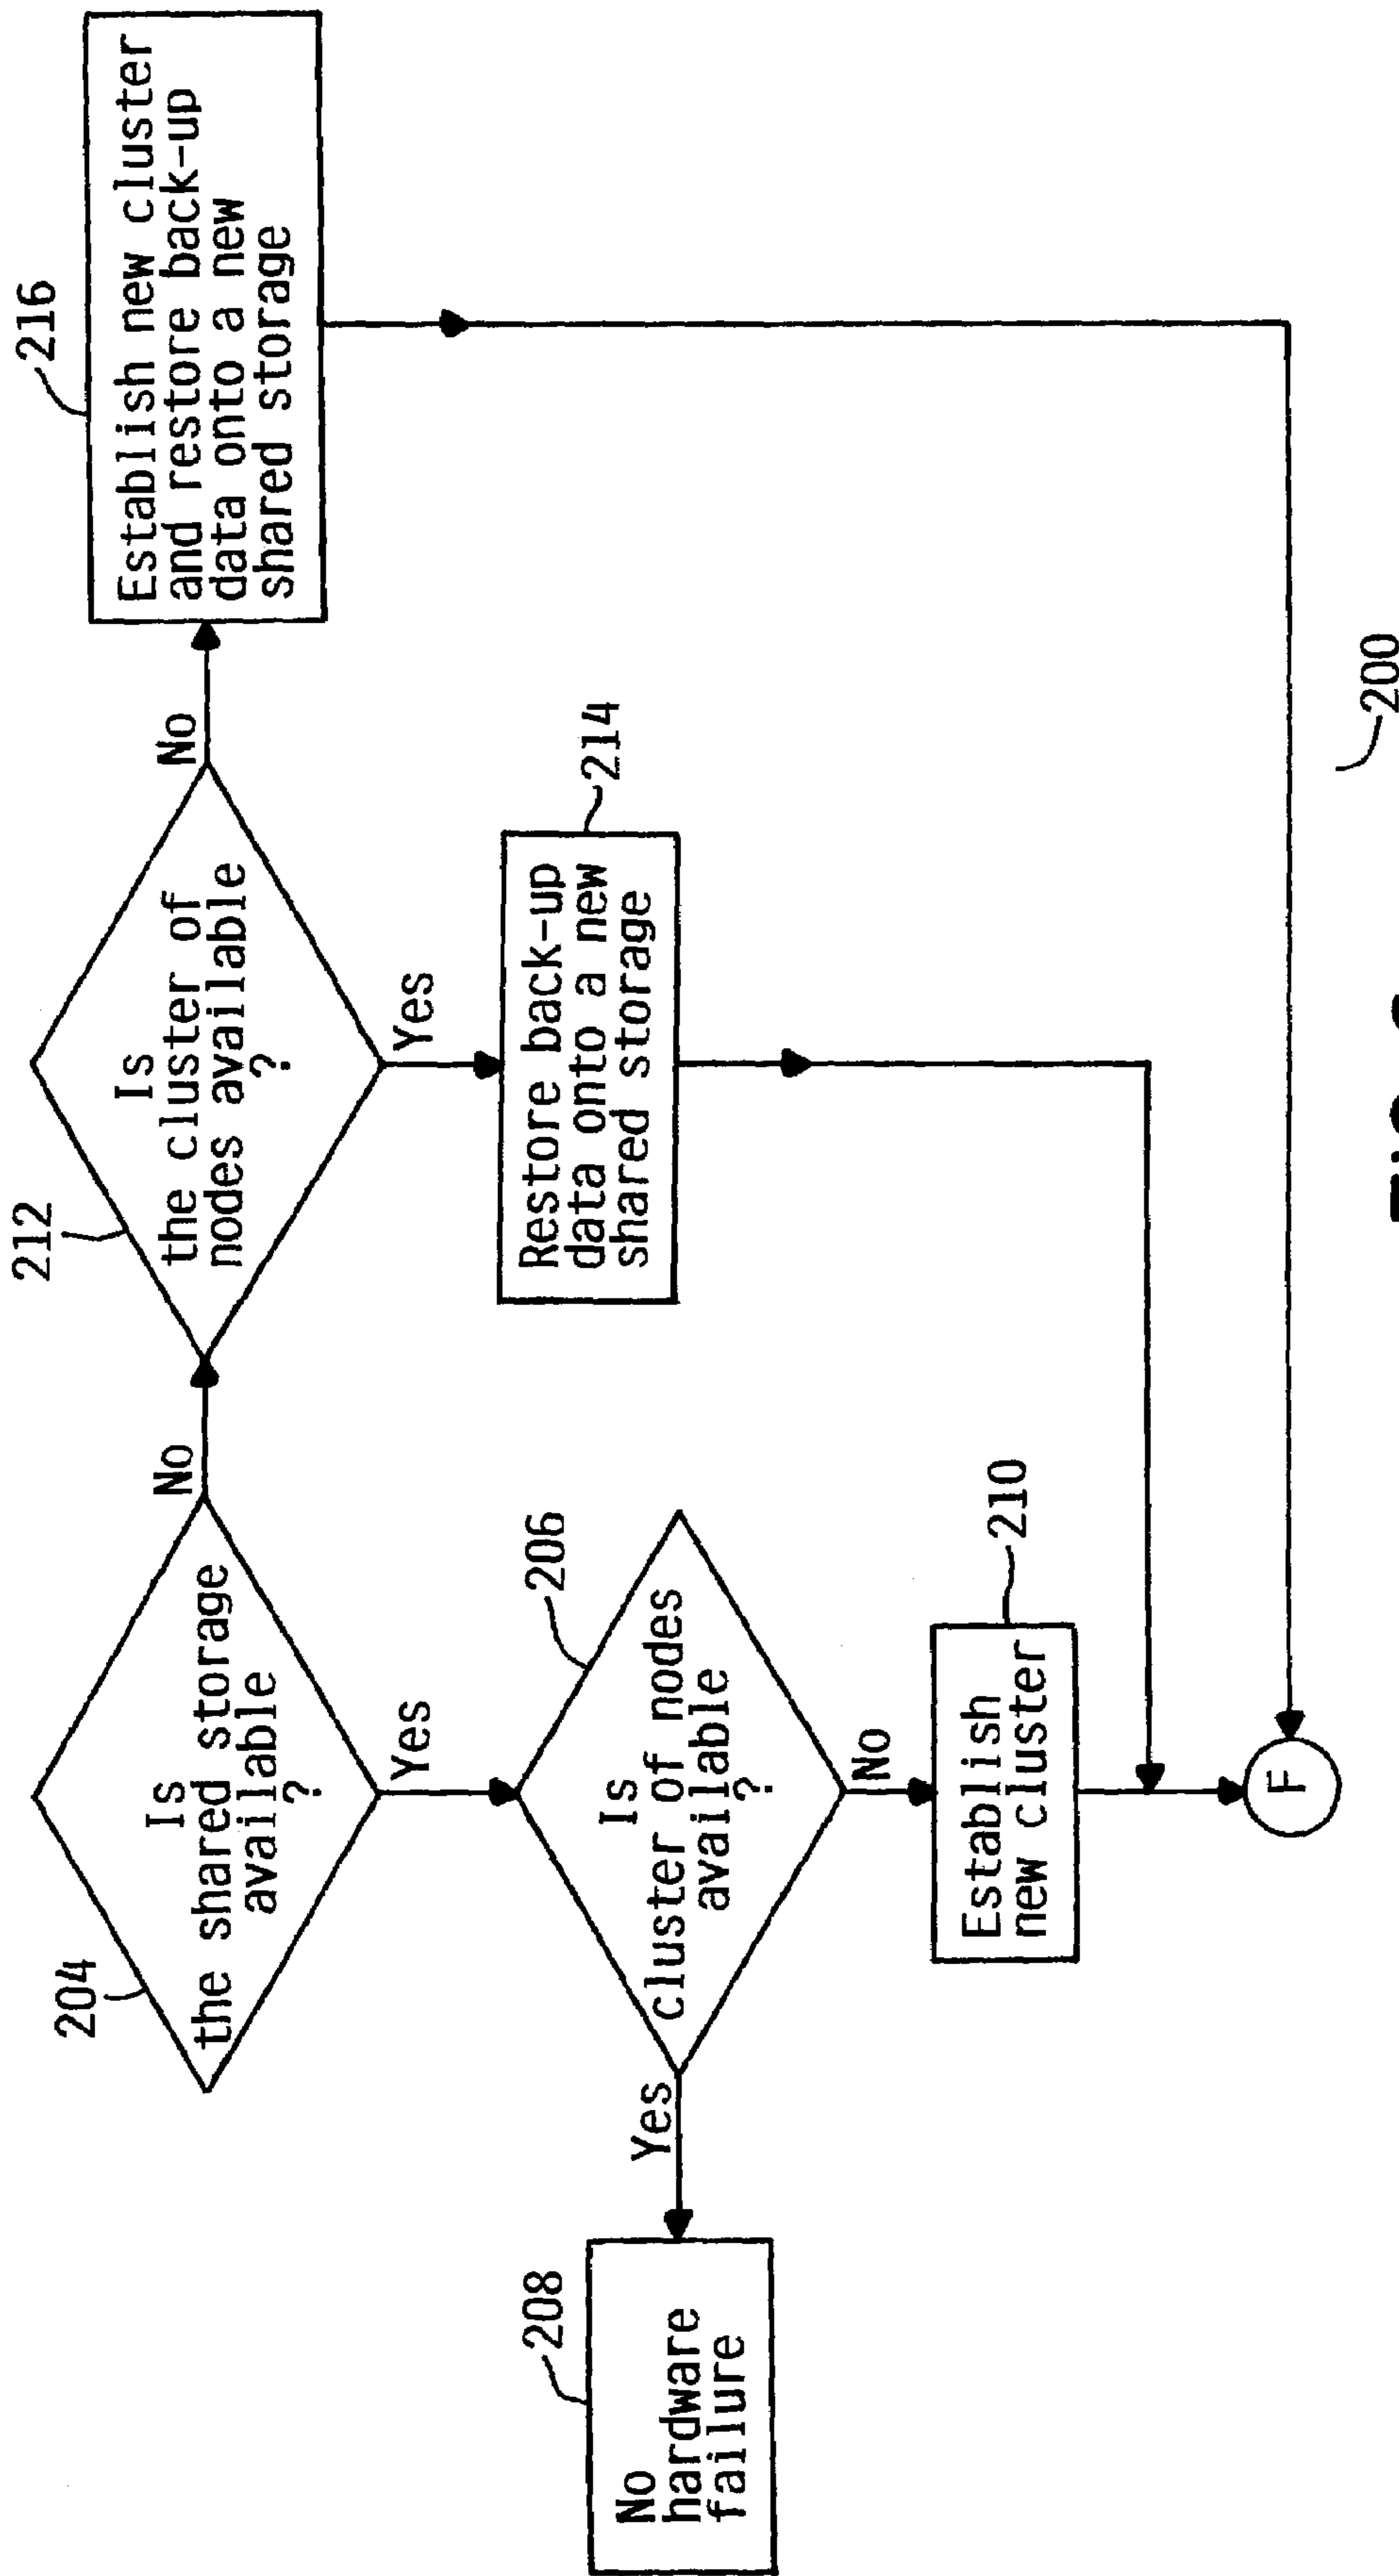 204
Is
the shared storage
available
?
No
Yes
212
Is
the cluster of
nodes available
?
No
Yes
216
Establish new cluster
and restore back-up
data onto a new
shared storage
214
Restore back-up
data onto a new
shared storage
206
Is
cluster of nodes
available
?
Yes
No
208
No
hardware
failure
210
Establish
new cluster
F
200